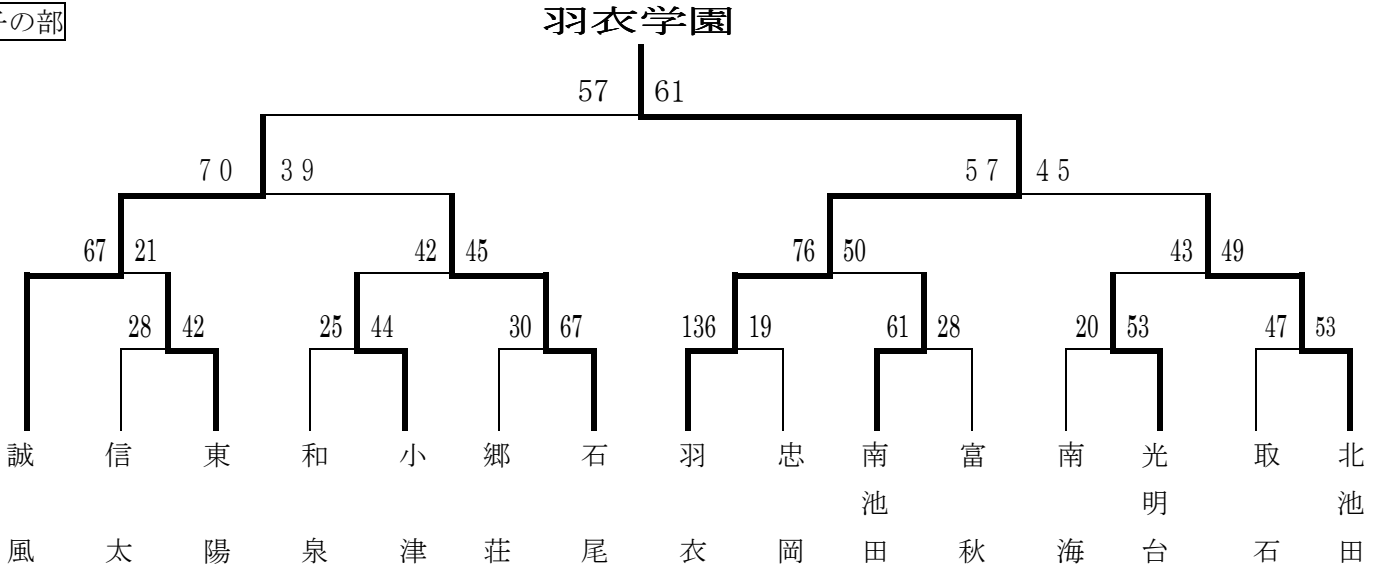 子の部
羽衣学園
57 61
70 39 57 45
67 21 42 45 76 50 43 49
28 42 25 44 30 67 136 19 61 28 20 53 47 53
誠風 信太 東陽 和泉 小津 郷荘 石尾 羽衣 忠岡 南池田 富秋 南海 光明台 取石 北池田